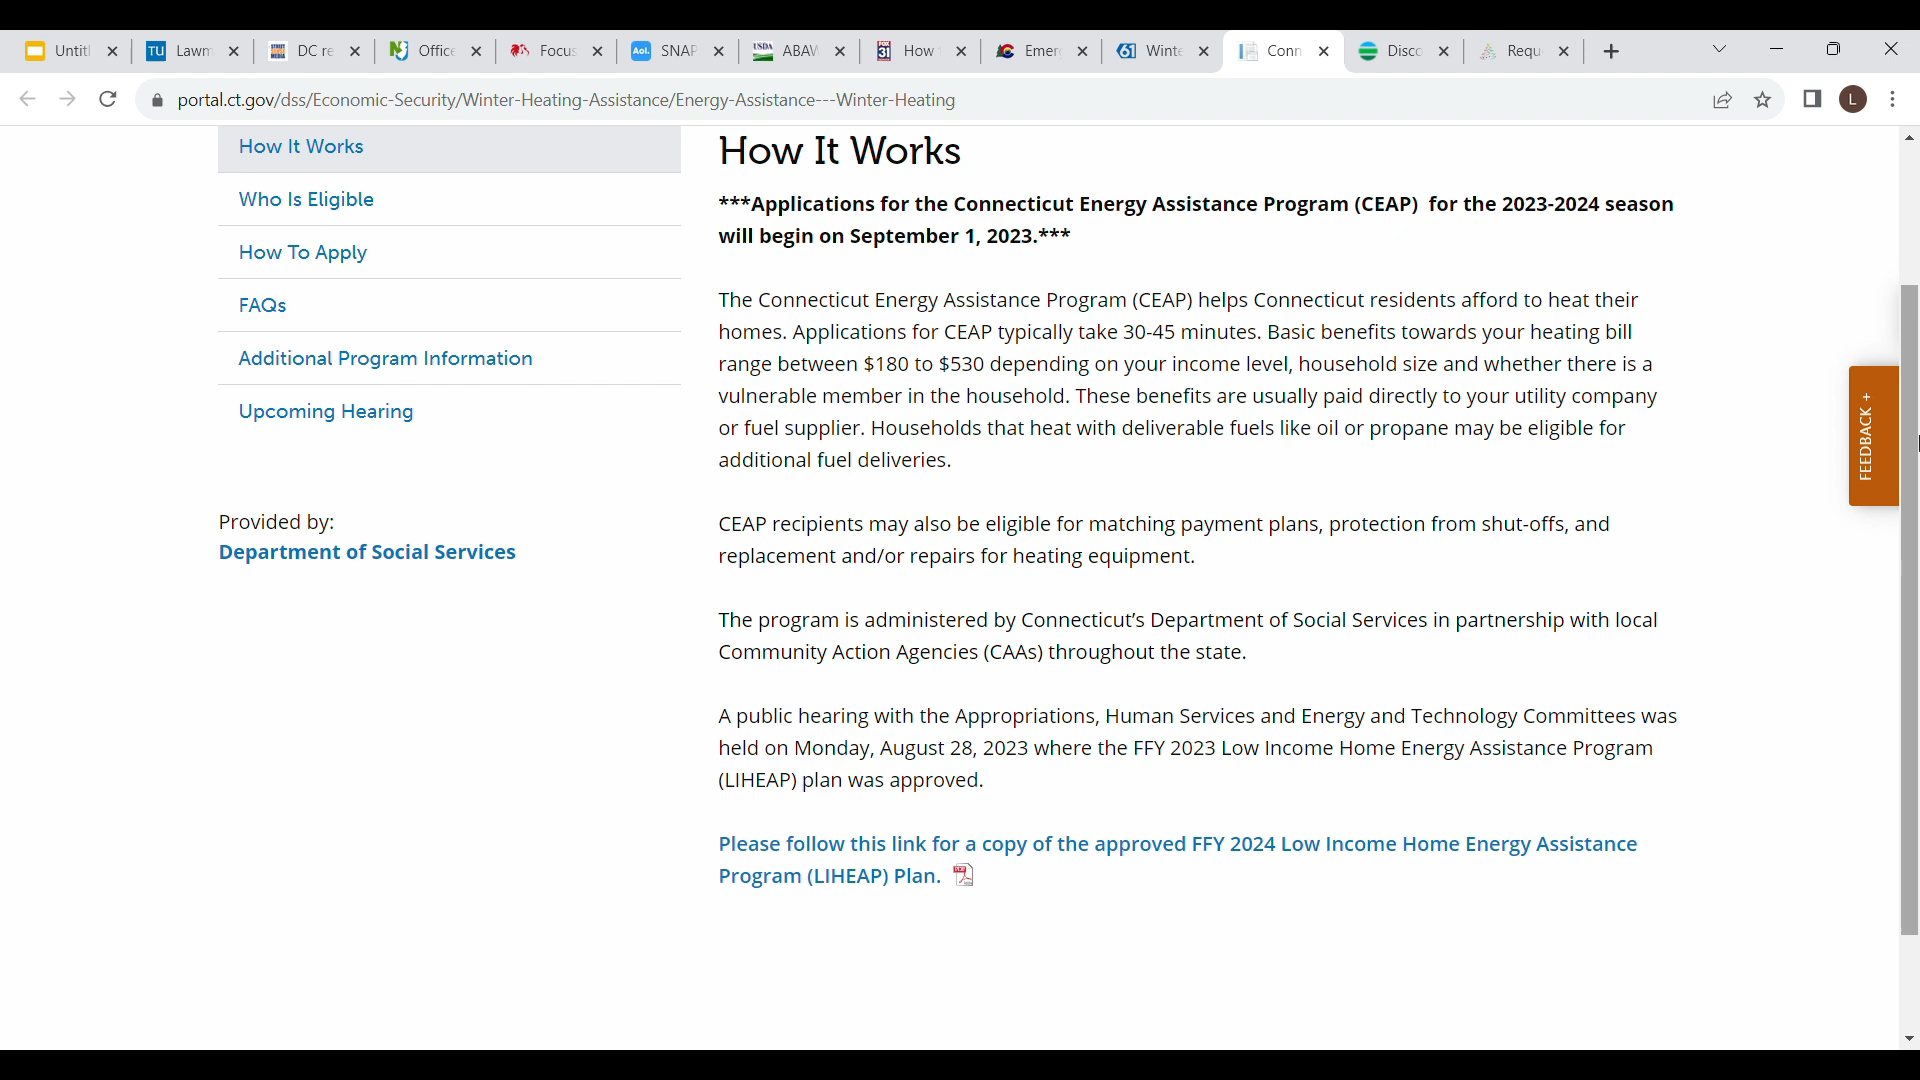 Untitl
Lawm
DC re
Office
Focus
Aol. SNAP
USDA ABAW
FOX 31 How
Emer
61 Winte
Conn
Disco
Requ
portal.ct.gov/dss/Economic-Security/Winter-Heating-Assistance/Energy-Assistance---Winter-Heating
L
How It Works
Who Is Eligible
How To Apply
FAQs
Additional Program Information
Upcoming Hearing
Provided by:
Department of Social Services
How It Works
***Applications for the Connecticut Energy Assistance Program (CEAP) for the 2023-2024 season
will begin on September 1, 2023.***
The Connecticut Energy Assistance Program (CEAP) helps Connecticut residents afford to heat their
homes. Applications for CEAP typically take 30-45 minutes. Basic benefits towards your heating bill
range between $180 to $530 depending on your income level, household size and whether there is a
vulnerable member in the household. These benefits are usually paid directly to your utility company
or fuel supplier. Households that heat with deliverable fuels like oil or propane may be eligible for
additional fuel deliveries.
CEAP recipients may also be eligible for matching payment plans, protection from shut-offs, and
replacement and/or repairs for heating equipment.
The program is administered by Connecticut's Department of Social Services in partnership with local
Community Action Agencies (CAAs) throughout the state.
A public hearing with the Appropriations, Human Services and Energy and Technology Committees was
held on Monday, August 28, 2023 where the FFY 2023 Low Income Home Energy Assistance Program
(LIHEAP) plan was approved.
Please follow this link for a copy of the approved FFY 2024 Low Income Home Energy Assistance
Program (LIHEAP) Plan.
FEEDBACK +